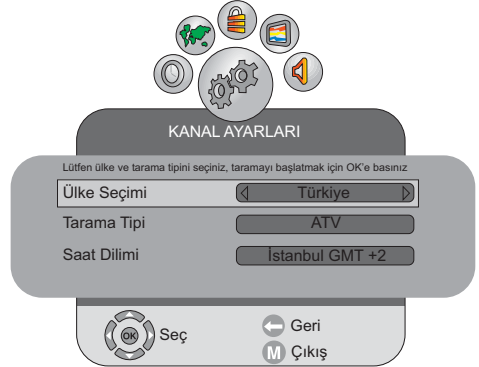 KANAL AYARLARI
Lütfen ülke ve tarama tipini seçiniz, taramayı başlatmak için OK'e basınız
Ülke Seçimi Türkiye
Tarama Tipi ATV
Saat Dilimi İstanbul GMT +2
OK Seç
Geri
M Çıkış